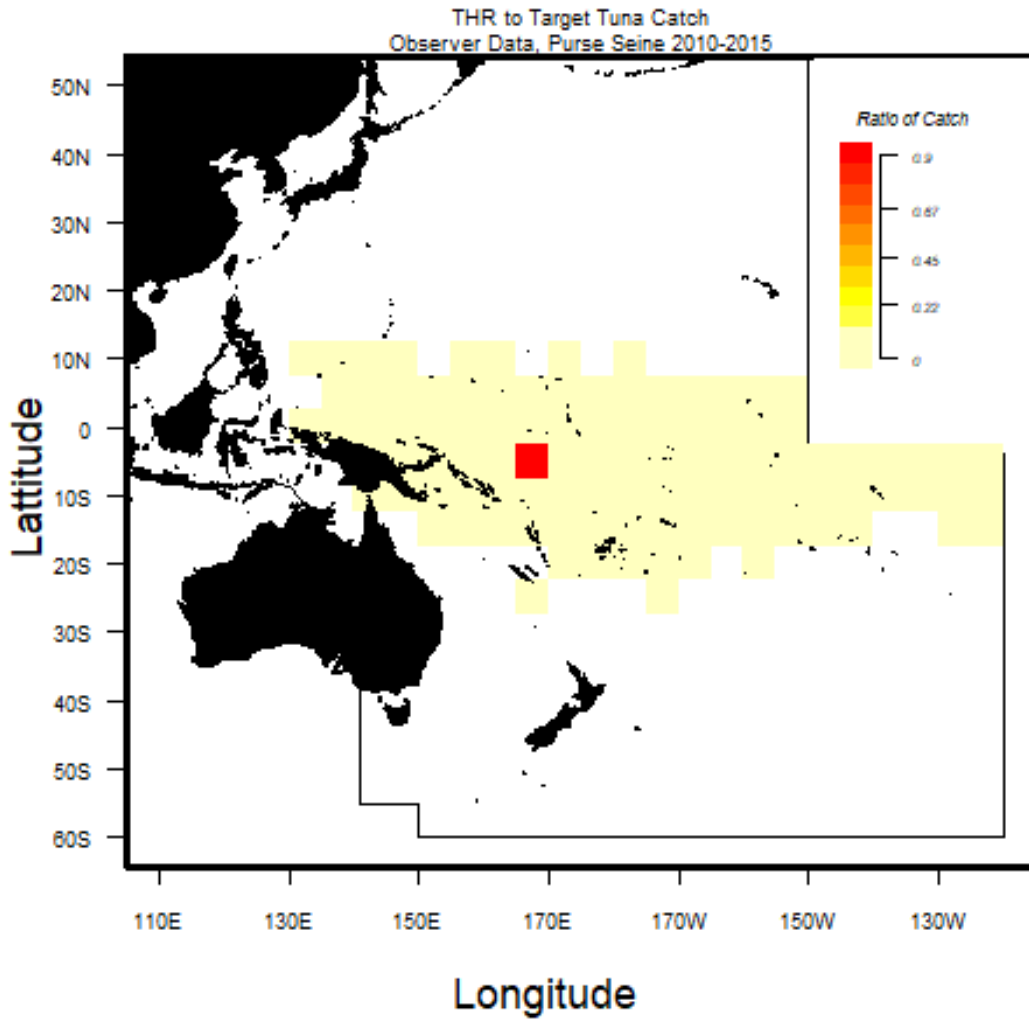 THR to Target Tuna Catch
Observer Data, Purse Seine 2010-2015
Ratio of Catch
0.9
0.67
0.45
0.22
0
50N
40N
30N
20N
10N
0
10S
20S
30S
40S
50S
60S
Lattitude
110E 130E 150E 170E 170W 150W 130W
Longitude